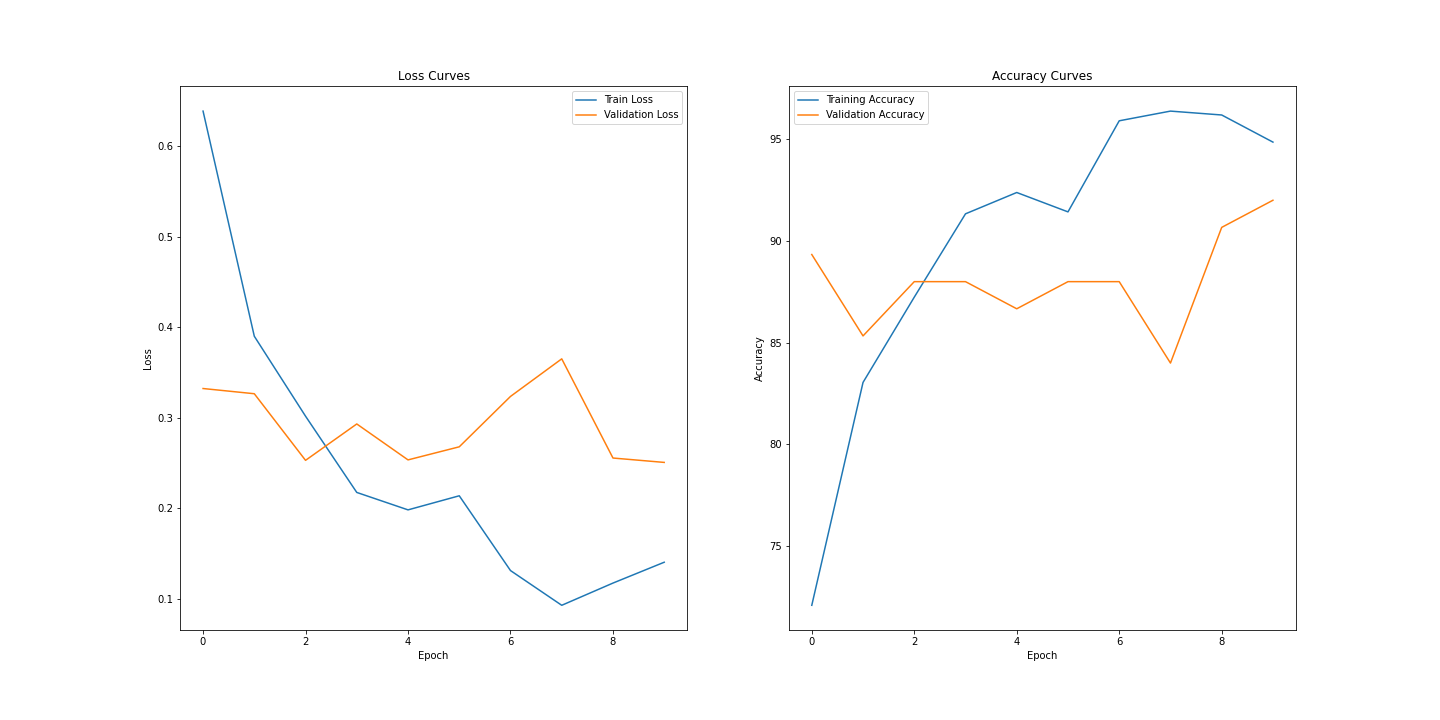 Loss Curves
Train Loss
Validation Loss
0.6
0.5
0.4
0.3
0.2
0.1
Loss
0 2 4 6 8
Epoch
Accuracy Curves
Training Accuracy
Validation Accuracy
95
90
85
80
75
Accuracy
0 2 4 6 8
Epoch